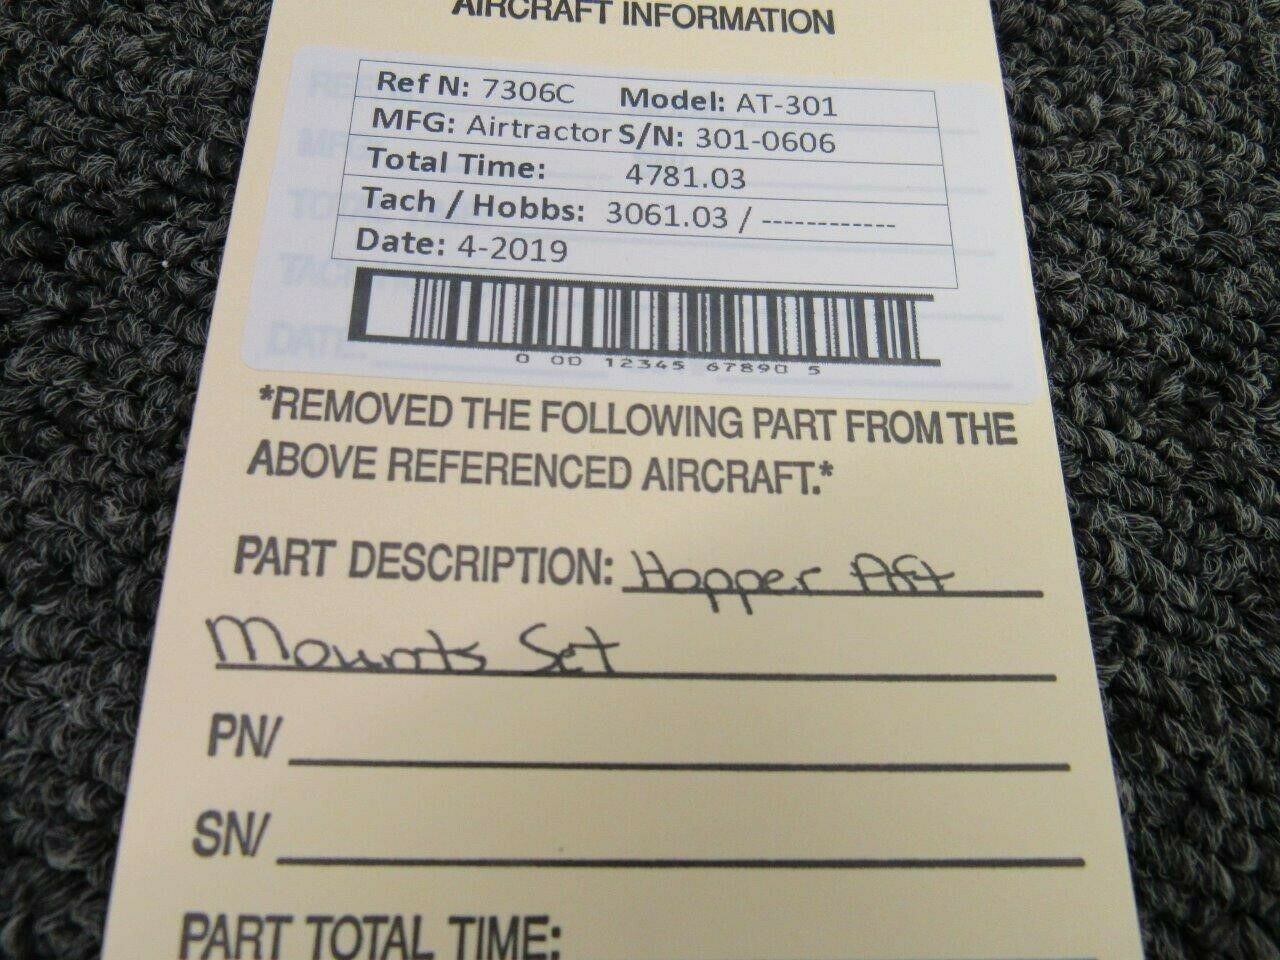 AIRCRAFT INFORMATION
Ref N: 7306C Model: AT-301
MFG: Airtractor S/N: 301-0606
Total Time: 4781.03
Tach / Hobbs: 3061.03 / ------------
Date: 4-2019
0 00 12345 67890 5
*REMOVED THE FOLLOWING PART FROM THE
ABOVE REFERENCED AIRCRAFT.*
PART DESCRIPTION: Hopper Aft
Mounts Set
PN/
SN/
PART TOTAL TIME: